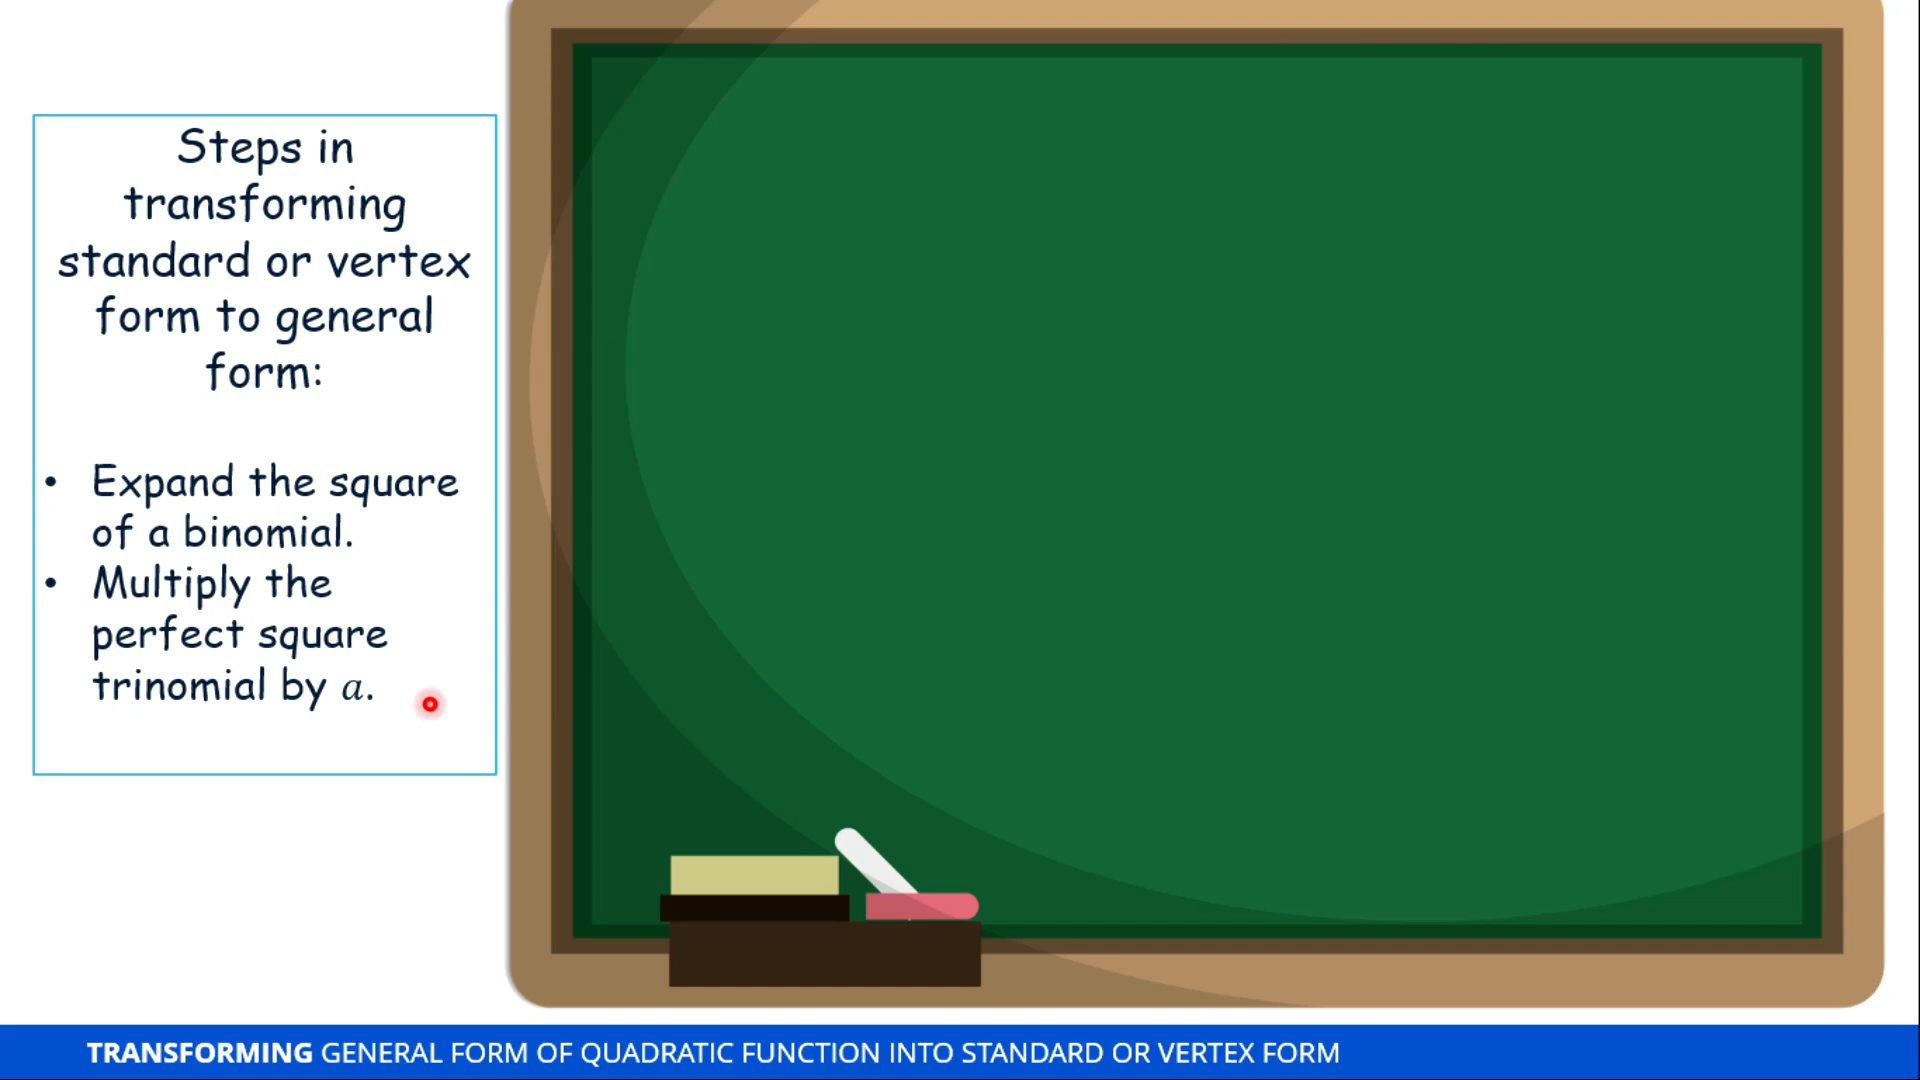 Steps in
transforming
standard or vertex
form to general
form:
• Expand the square
of a binomial.
• Multiply the
perfect square
trinomial by a.
TRANSFORMING GENERAL FORM OF QUADRATIC FUNCTION INTO STANDARD OR VERTEX FORM